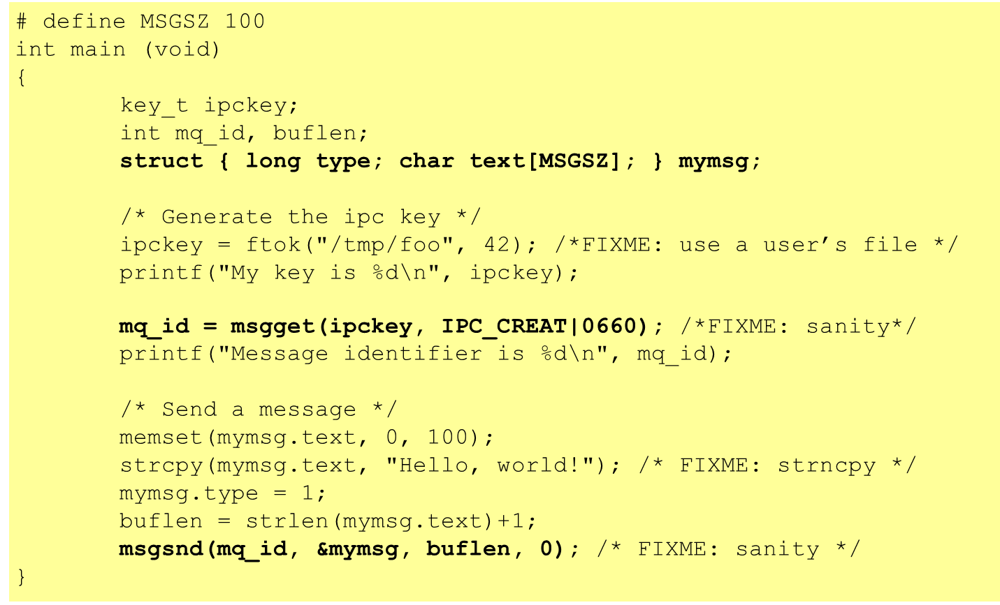 # define MSGSZ 100
int main (void)
{
key_t ipckey;
int mq_id, buflen;
struct { long type; char text[MSGSZ]; } mymsg;
/* Generate the ipc key */
ipckey = ftok("/tmp/foo", 42); /*FIXME: use a user’s file */
printf("My key is %d\n", ipckey);
mq_id = msgget(ipckey, IPC_CREAT|0660); /*FIXME: sanity*/
printf("Message identifier is %d\n", mq_id);
/* Send a message */
memset(mymsg.text, 0, 100);
strcpy(mymsg.text, "Hello, world!"); /* FIXME: strncpy */
mymsg.type = 1;
buflen = strlen(mymsg.text)+1;
msgsnd(mq_id, &mymsg, buflen, 0); /* FIXME: sanity */
}